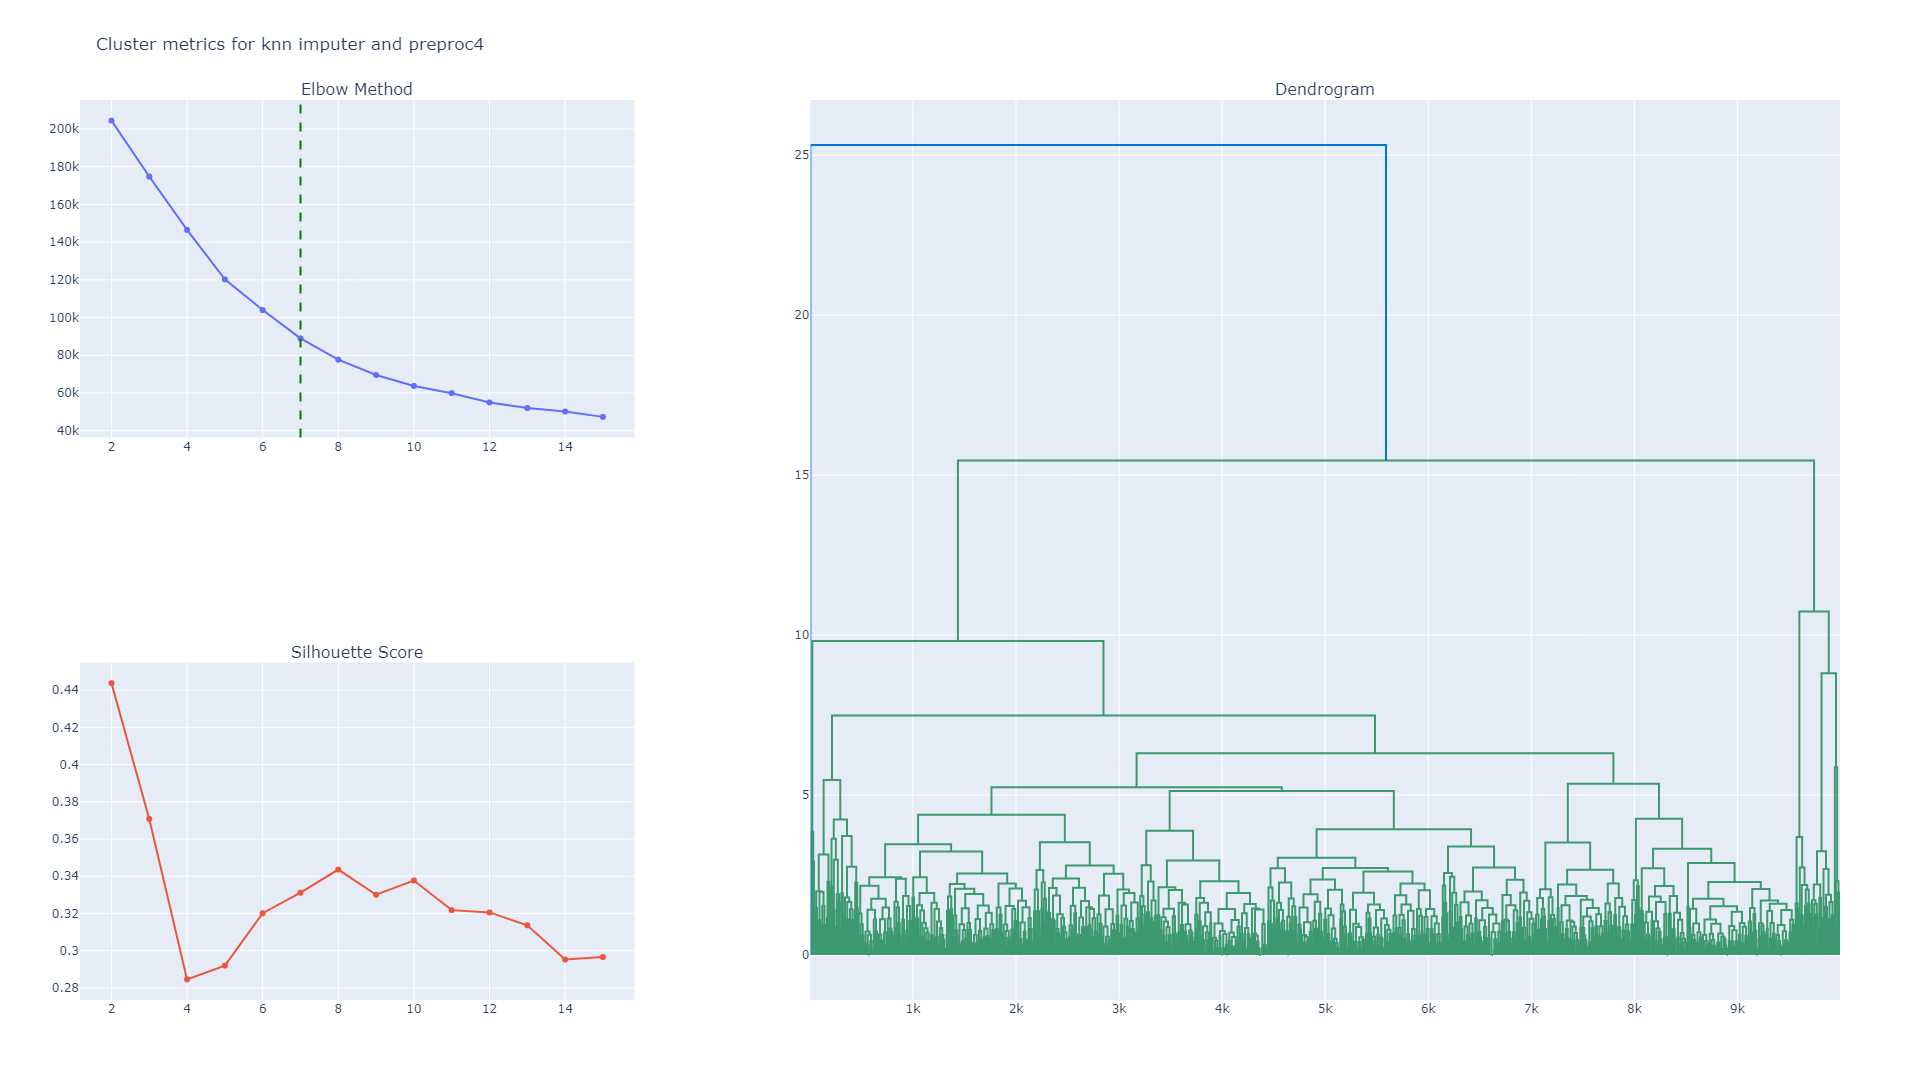 Cluster metrics for knn imputer and preproc4
Elbow Method
200k
180k
160k
140k
120k
100k
80k
60k
40k
2 4 6 8 10 12 14
Silhouette Score
0.44
0.42
0.4
0.38
0.36
0.34
0.32
0.3
0.28
2 4 6 8 10 12 14
Dendrogram
25
20
15
10
5
0
1k 2k 3k 4k 5k 6k 7k 8k 9k